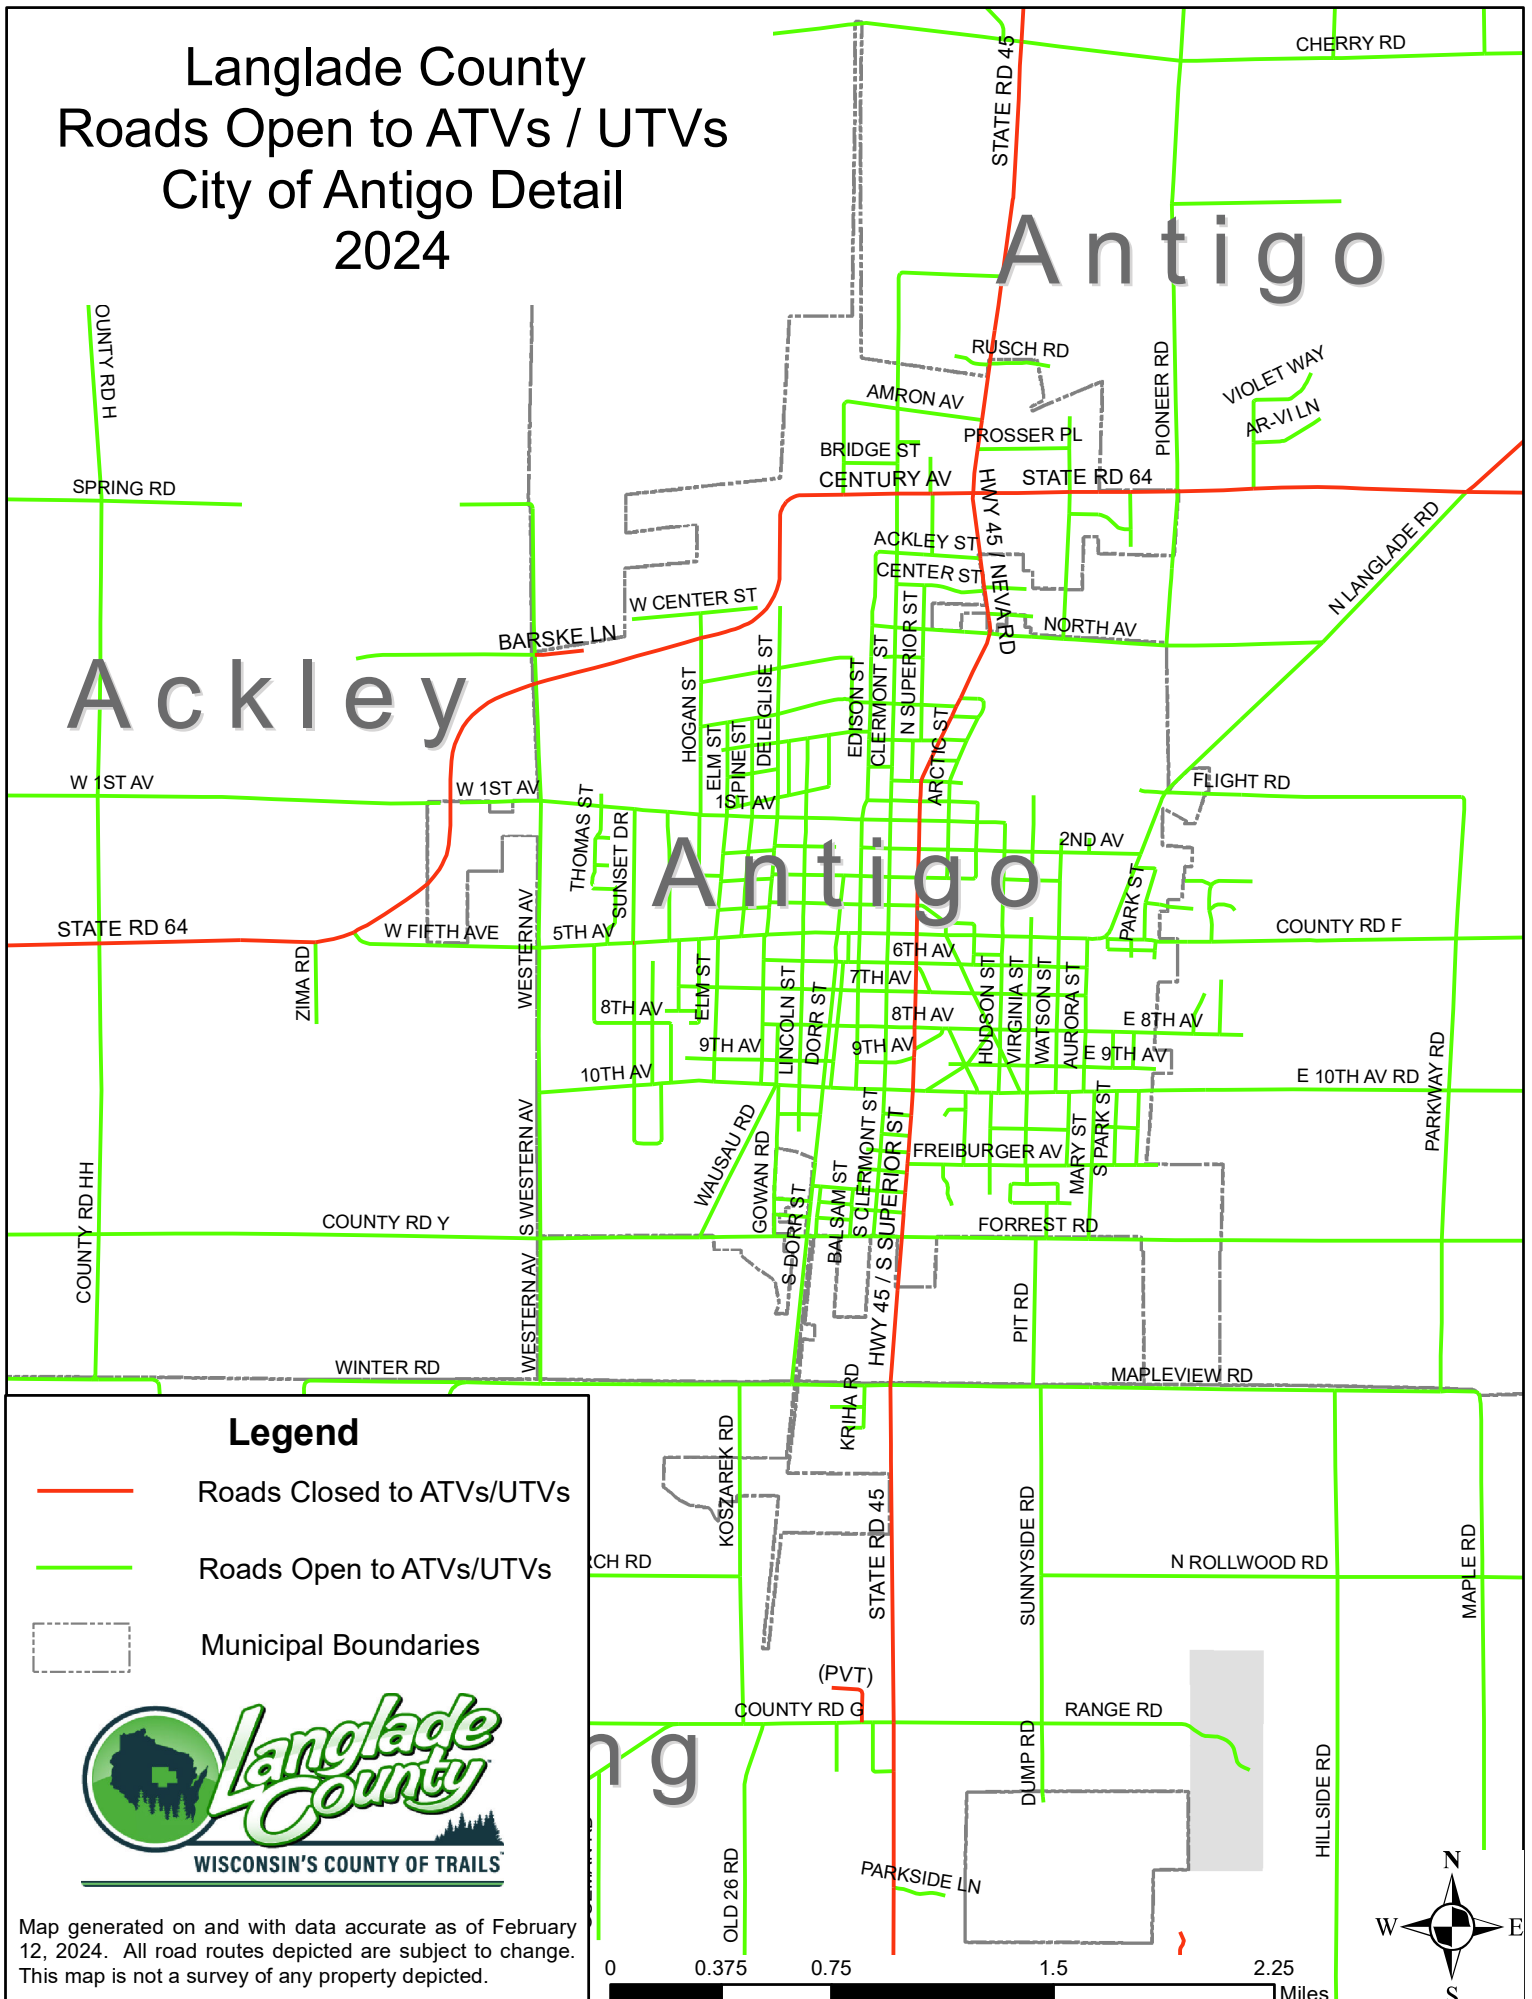 Langlade County
Roads Open to ATVs / UTVs
City of Antigo Detail
2024
CHERRY RD
STATE RD 45
Antigo
OUNTY RD H
RUSCH RD
PIONEER RD
VIOLET WAY
AMRON AV
AR-VI LN
PROSSER PL
BRIDGE ST
CENTURY AV
STATE RD 64
SPRING RD
HWY 45 / NEVA RD
N LANGLADE RD
ACKLEY ST
CENTER ST
W CENTER ST
NORTH AV
BARSKE LN
Ackley
HOGAN ST
DELEGLISE ST
EDISON ST
CLERMONT ST
N SUPERIOR ST
ELM ST
PINE ST
ARCTIC ST
W 1ST AV
W 1ST AV
1ST AV
FLIGHT RD
THOMAS ST
SUNSET DR
2ND AV
Antigo
PARK ST
STATE RD 64
W FIFTH AVE
5TH AV
COUNTY RD F
WESTERN AV
ZIMA RD
6TH AV
7TH AV
ELM ST
LINCOLN ST
DORR ST
HUDSON ST
VIRGINIA ST
WATSON ST
AURORA ST
8TH AV
8TH AV
E 8TH AV
9TH AV
9TH AV
E 9TH AV
10TH AV
E 10TH AV RD
PARKWAY RD
S WESTERN AV
WAUSAU RD
GOWAN RD
S CLERMONT ST
HWY 45 / S SUPERIOR ST
FREIBURGER AV
MARY ST
S PARK ST
COUNTY RD HH
COUNTY RD Y
S DORR ST
BALSAM ST
FORREST RD
WESTERN AV
PIT RD
WINTER RD
MAPLEVIEW RD
KRIHA RD
KOSZAREK RD
STATE RD 45
SUNNYSIDE RD
RCH RD
N ROLLWOOD RD
MAPLE RD
(PVT)
COUNTY RD G
RANGE RD
ng
DUMP RD
HILLSIDE RD
OLD 26 RD
PARKSIDE LN
Legend
Roads Closed to ATVs/UTVs
Roads Open to ATVs/UTVs
Municipal Boundaries
Langlade
County
WISCONSIN'S COUNTY OF TRAILS
Map generated on and with data accurate as of February
12, 2024. All road routes depicted are subject to change.
This map is not a survey of any property depicted.
0 0.375 0.75 1.5 2.25
Miles
N
W E
S